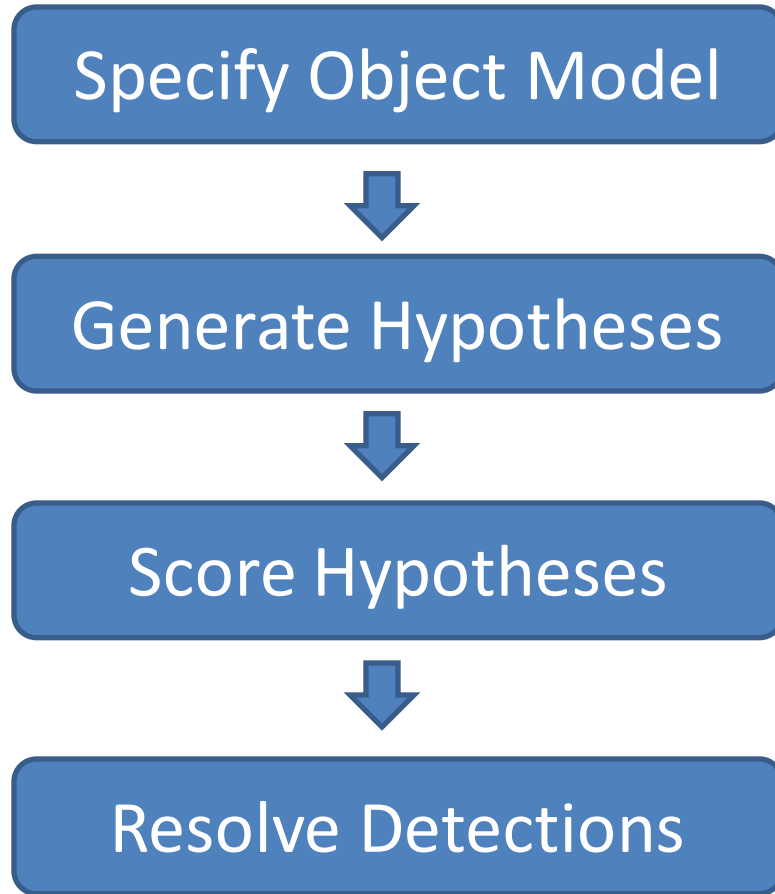 Specify Object Model
Generate Hypotheses
Score Hypotheses
Resolve Detections